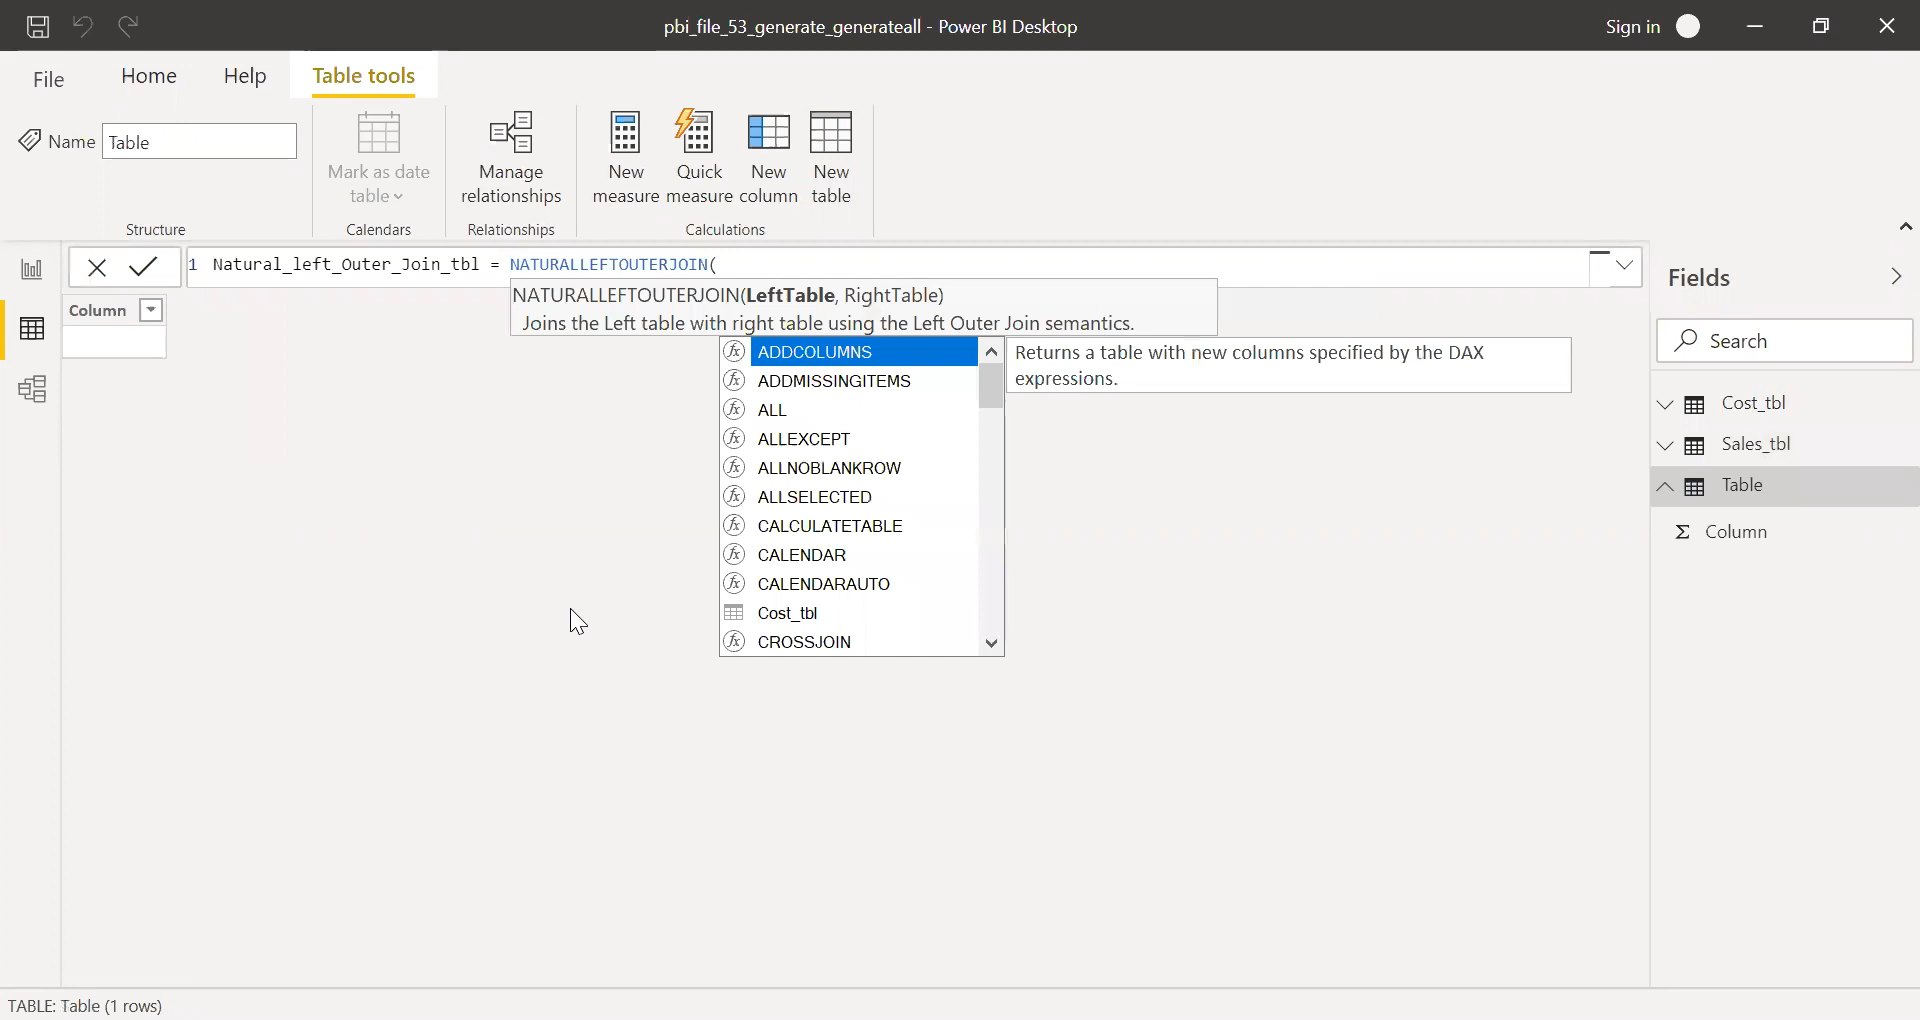 pbi_file_53_generate_generateall - Power BI Desktop
Sign in
File
Home
Help
Table tools
Name
Table
Mark as date
table
Manage
relationships
New
measure
Quick
measure
New
column
New
table
Structure
Calendars
Relationships
Calculations
1 Natural_left_Outer_Join_tbl = NATURALLEFTOUTERJOIN(
NATURALLEFTOUTERJOIN(LeftTable, RightTable)
Joins the Left table with right table using the Left Outer Join semantics.
Column
ADDCOLUMNS
Returns a table with new columns specified by the DAX
expressions.
ADDMISSINGITEMS
ALL
ALLEXCEPT
ALLNOBLANKROW
ALLSELECTED
CALCULATETABLE
CALENDAR
CALENDARAUTO
Cost_tbl
CROSSJOIN
Fields
Search
Cost_tbl
Sales_tbl
Table
Σ Column
TABLE: Table (1 rows)